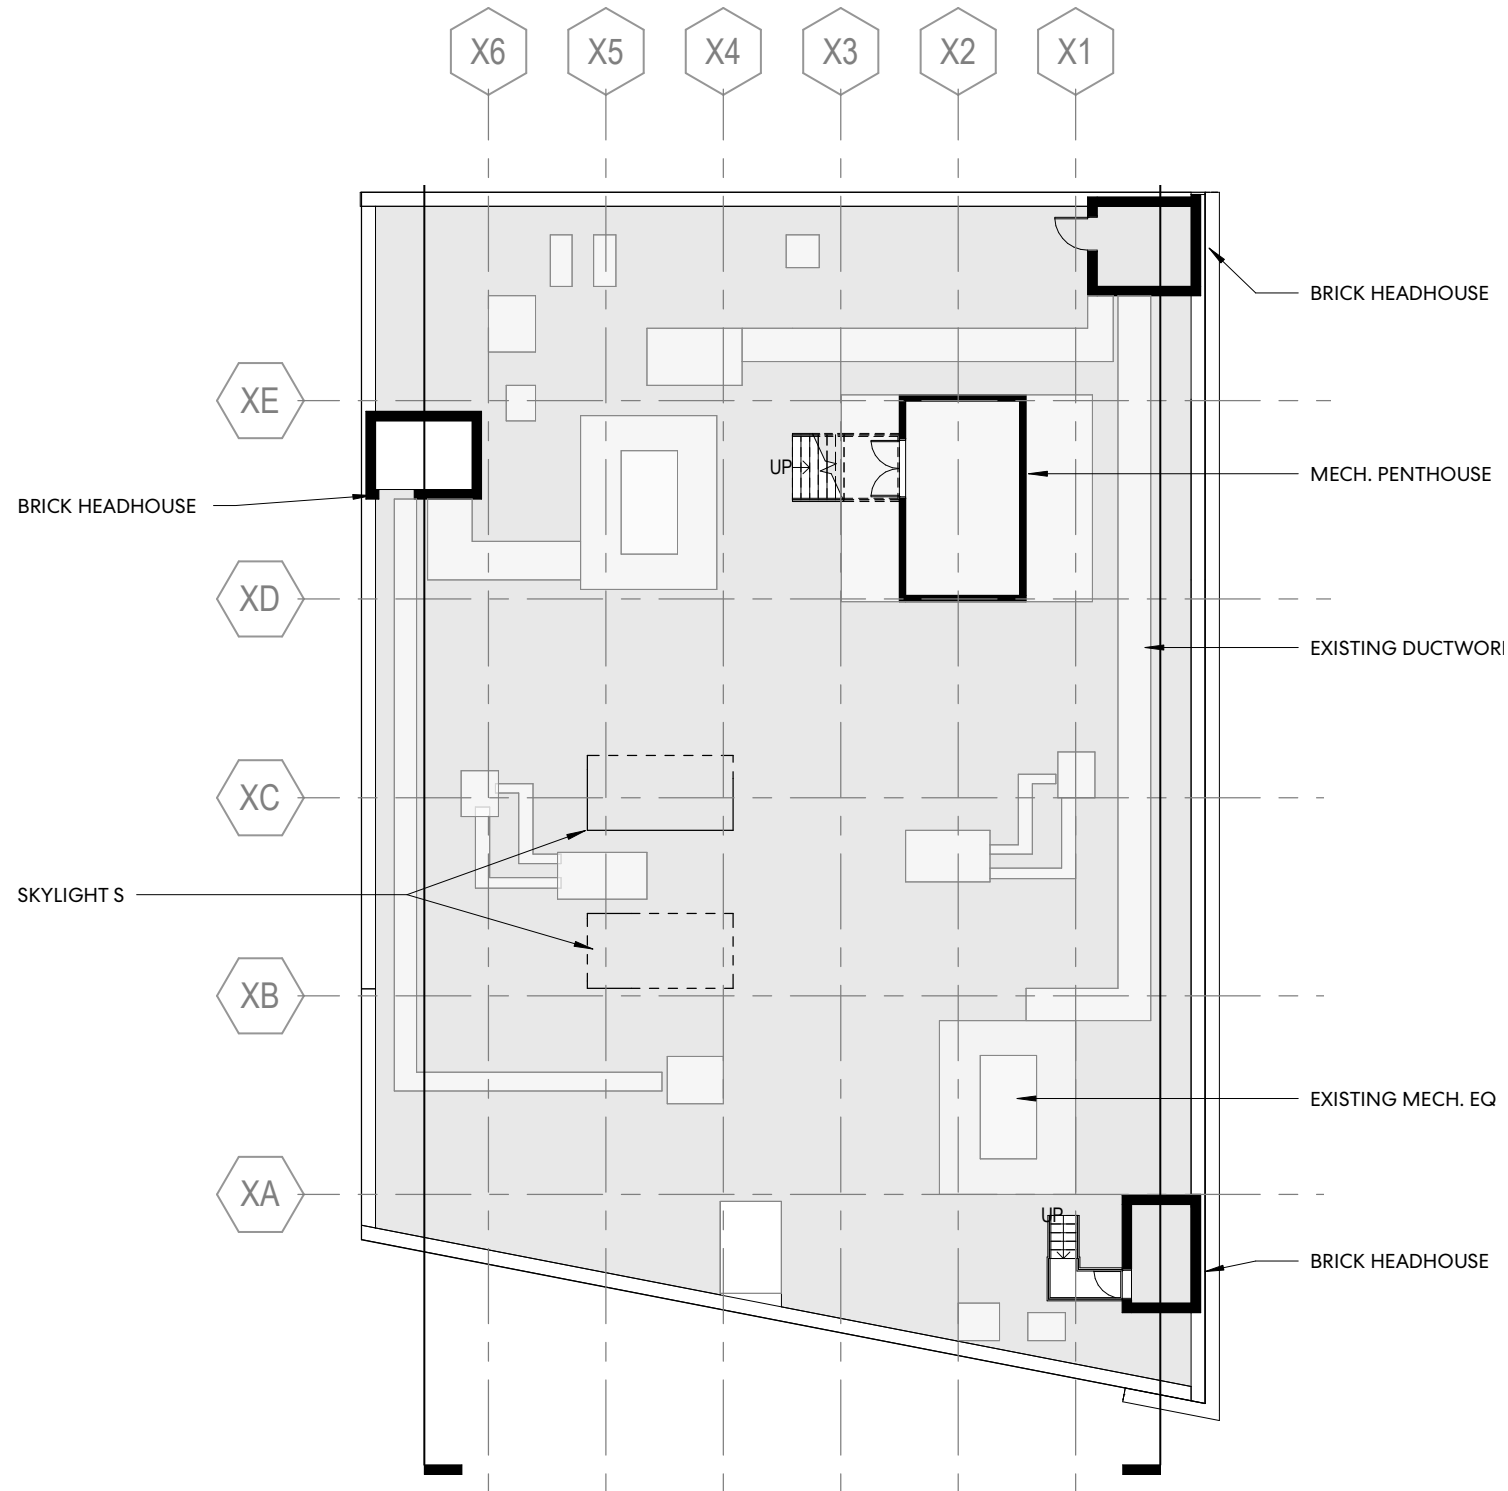 X6 X5 X4 X3 X2 X1
BRICK HEADHOUSE
XE
UP
MECH. PENTHOUSE
BRICK HEADHOUSE
XD
EXISTING DUCTWORK
XC
SKYLIGHT S
XB
EXISTING MECH. EQ
XA
UP
BRICK HEADHOUSE